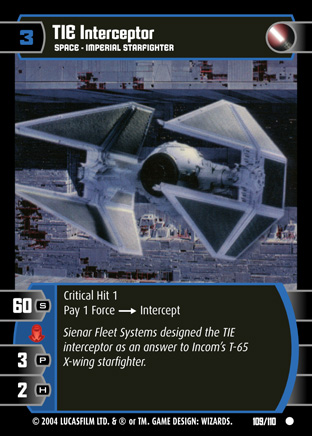 3
TIE Interceptor
SPACE - IMPERIAL STARFIGHTER
60 S
Critical Hit 1
Pay 1 Force → Intercept
Sienar Fleet Systems designed the TIE
interceptor as an answer to Incom's T-65
X-wing starfighter.
3 P
2 H
© 2004 LUCASFILM LTD. & ® or TM. GAME DESIGN: WIZARDS.
109/110